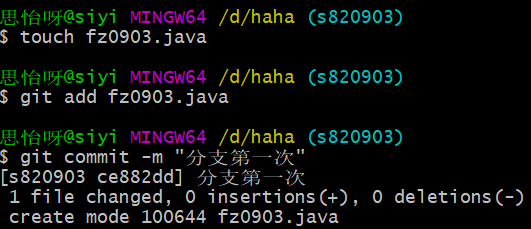 思怡呀@siyi MINGW64 /d/haha (s820903)
$ touch fz0903.java
思怡呀@siyi MINGW64 /d/haha (s820903)
$ git add fz0903.java
思怡呀@siyi MINGW64 /d/haha (s820903)
$ git commit -m "分支第一次"
[s820903 ce882dd] 分支第一次
 1 file changed, 0 insertions(+), 0 deletions(-)
 create mode 100644 fz0903.java